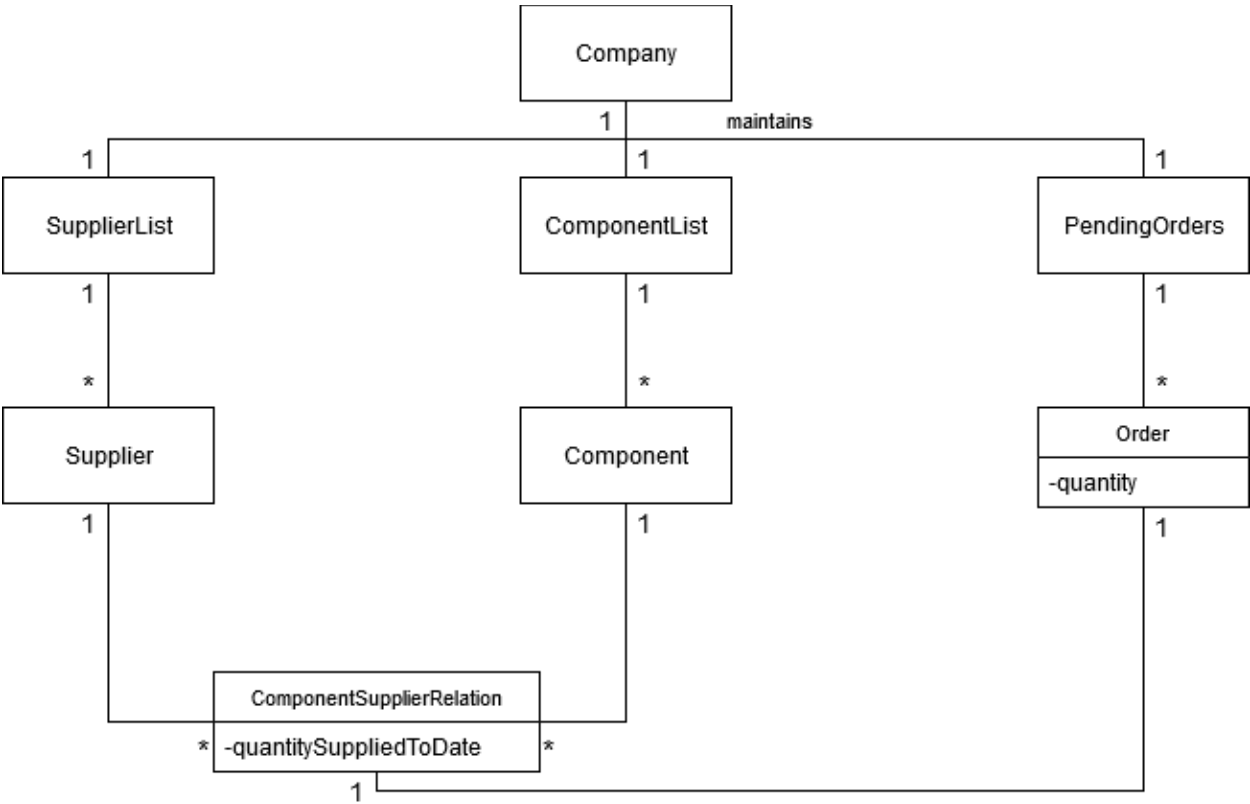 Company
1
maintains
1
1
1
SupplierList
ComponentList
PendingOrders
1
1
1
*
*
*
Supplier
Component
Order
-quantity
1
1
1
ComponentSupplierRelation
* -quantitySuppliedToDate *
1